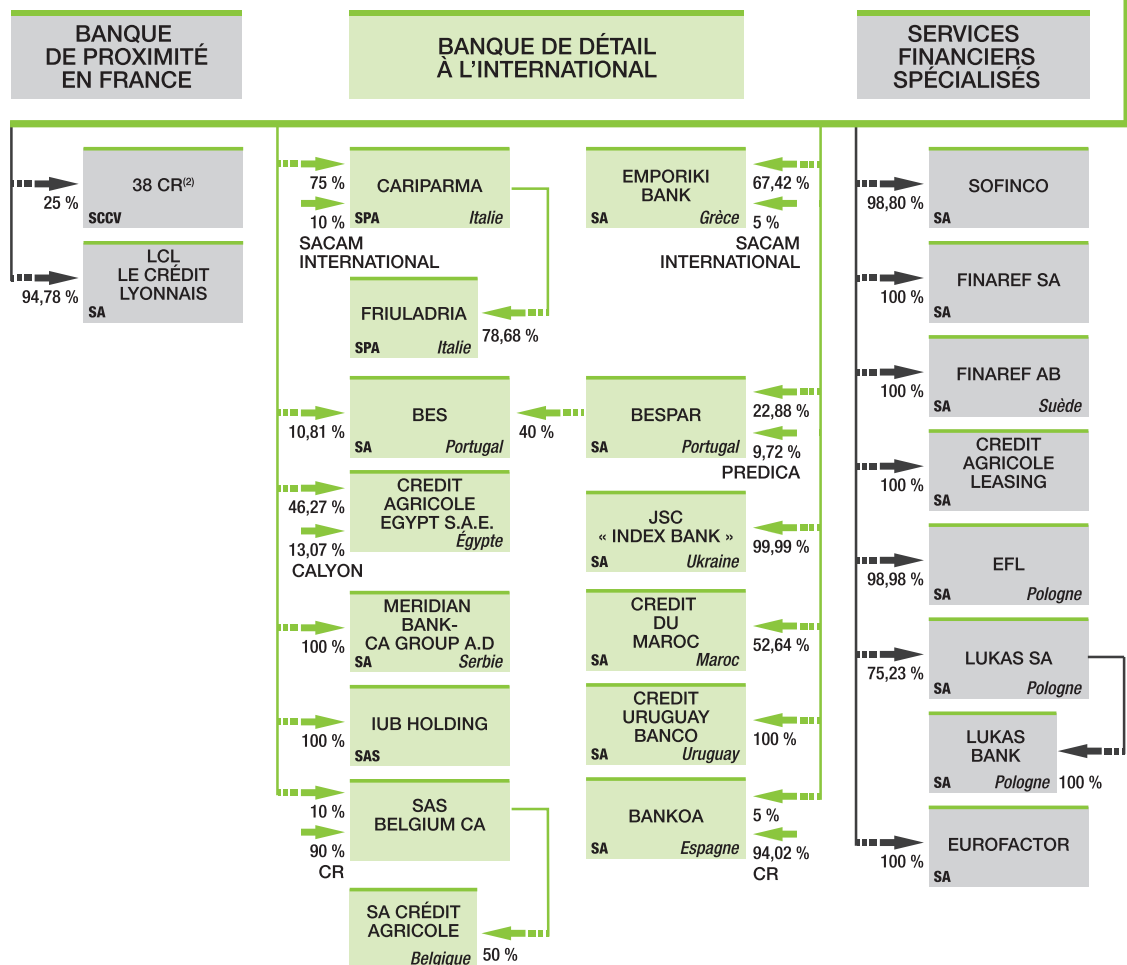 BANQUE
DE PROXIMITÉ
EN FRANCE
BANQUE DE DÉTAIL
À L'INTERNATIONAL
SERVICES
FINANCIERS
SPÉCIALISÉS
38 CR(2)
25 %
SCCV
LCL
LE CRÉDIT
LYONNAIS
94,78 %
SA
75 %
CARIPARMA
10 %
SPA
Italie
SACAM
INTERNATIONAL
FRIULADRIA
SPA
Italie
78,68 %
BES
10,81 %
SA
Portugal
40 %
CREDIT
AGRICOLE
EGYPT S.A.E.
Égypte
46,27 %
13,07 %
CALYON
MERIDIAN
BANK-
CA GROUP A.D
100 %
SA
Serbie
IUB HOLDING
100 %
SAS
SAS
BELGIUM CA
10 %
90 %
CR
SA CRÉDIT
AGRICOLE
Belgique
50 %
EMPORIKI
BANK
67,42 %
SA
Grèce
5 %
SACAM
INTERNATIONAL
BESPAR
22,88 %
SA
Portugal
9,72 %
PREDICA
JSC
« INDEX BANK »
99,99 %
SA
Ukraine
CREDIT
DU
MAROC
52,64 %
SA
Maroc
CREDIT
URUGUAY
BANCO
100 %
SA
Uruguay
BANKOA
5 %
SA
Espagne
94,02 %
CR
SOFINCO
98,80 %
SA
FINAREF SA
100 %
SA
FINAREF AB
100 %
SA
Suède
CREDIT
AGRICOLE
LEASING
100 %
SA
EFL
98,98 %
SA
Pologne
LUKAS SA
75,23 %
SA
Pologne
LUKAS
BANK
SA
Pologne
100 %
EUROFACTOR
100 %
SA